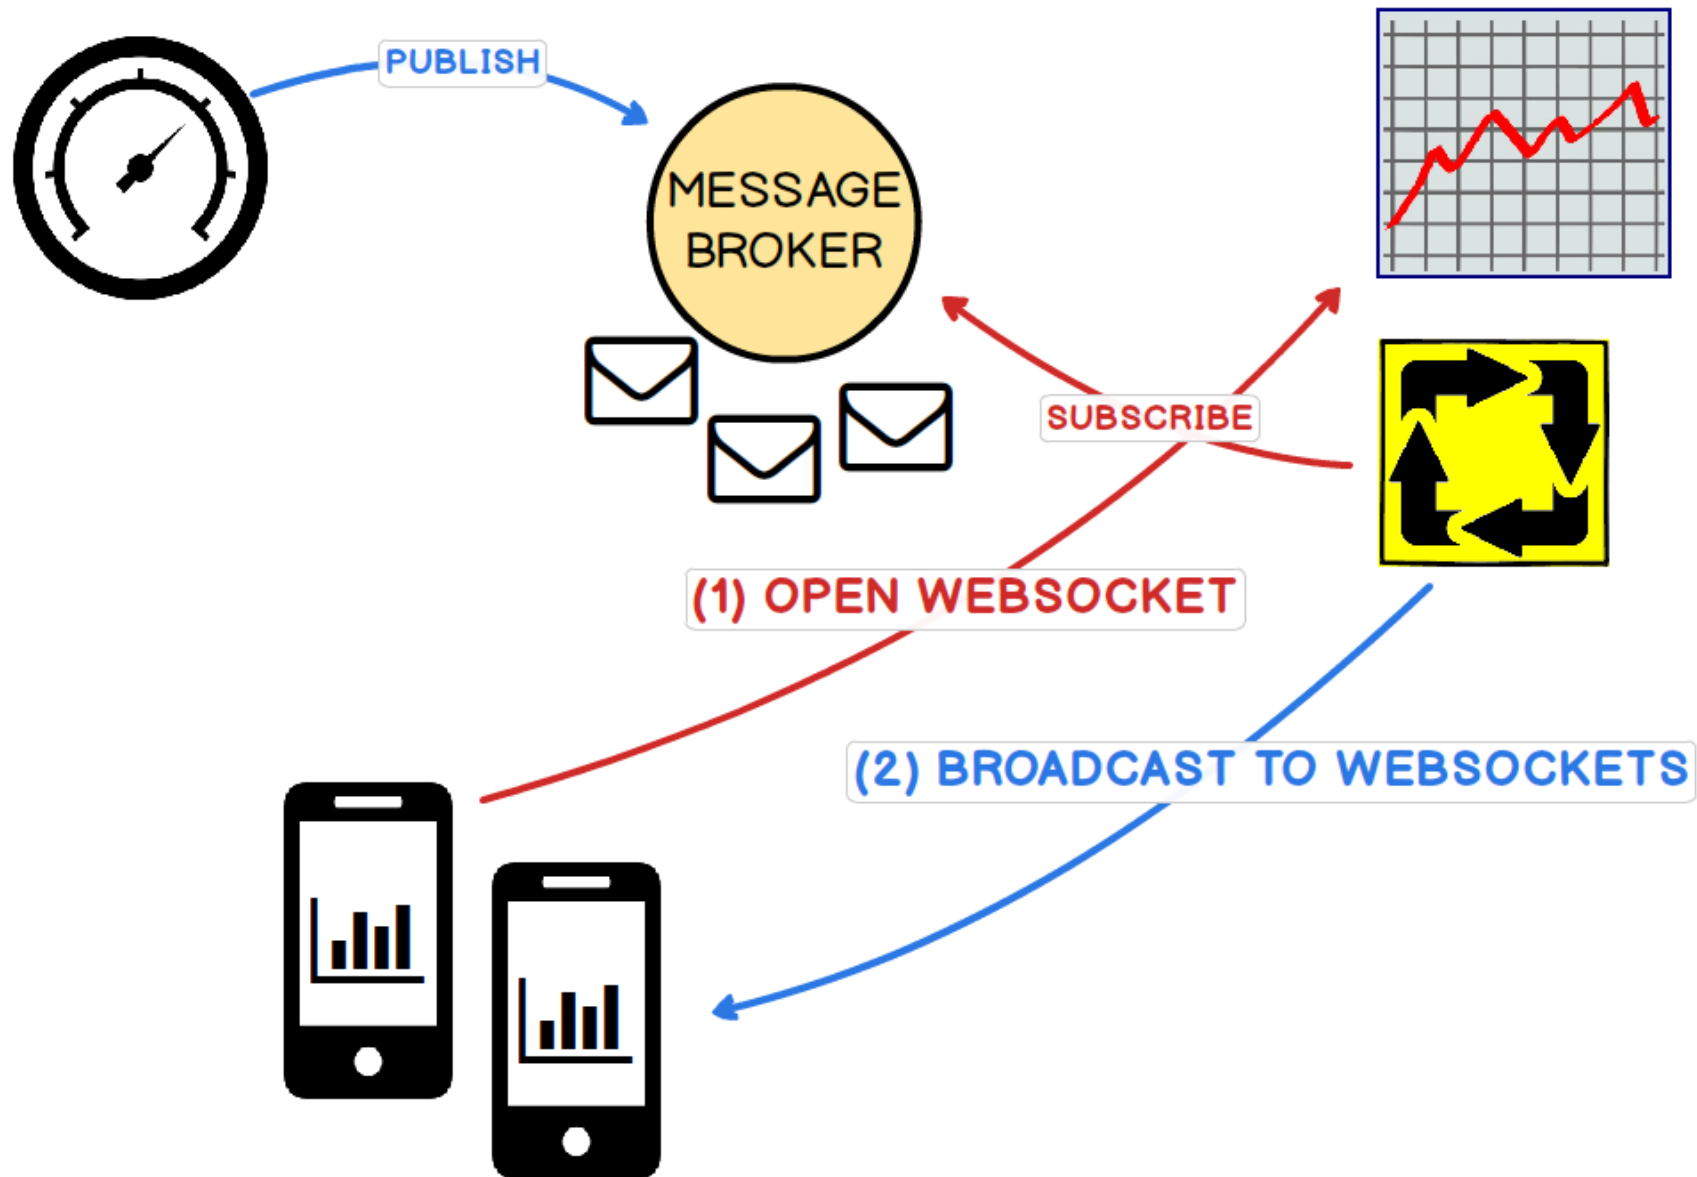 PUBLISH
MESSAGE
BROKER
SUBSCRIBE
(1) OPEN WEBSOCKET
(2) BROADCAST TO WEBSOCKETS